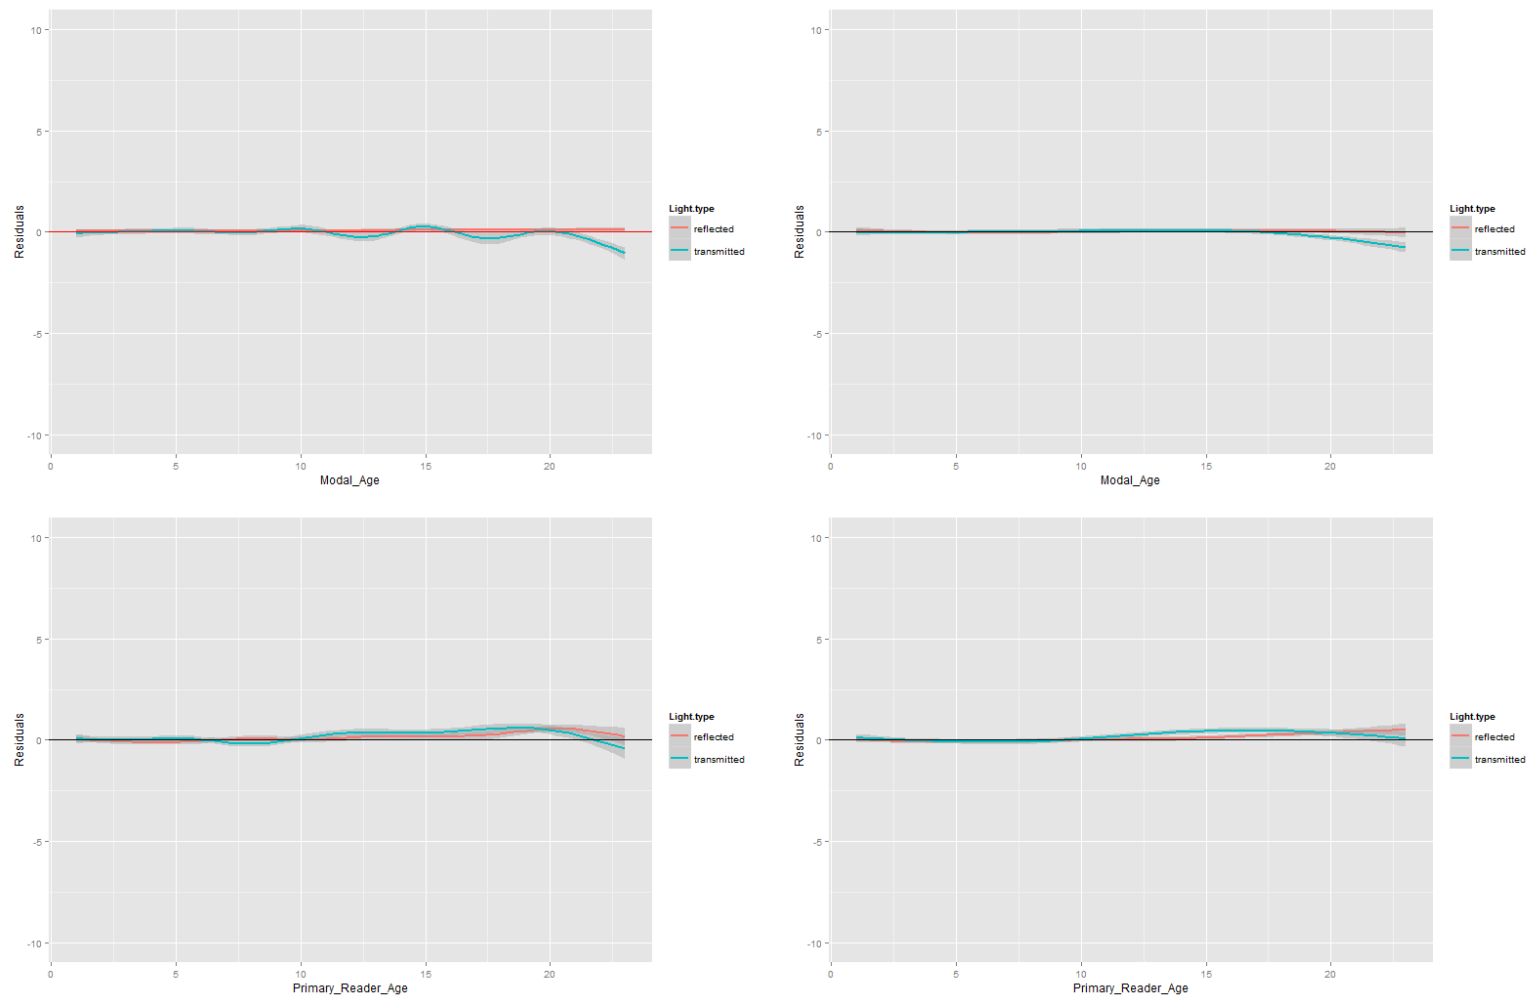 10
5
0
-5
-10
Residuals
0 5 10 15 20
Modal_Age
Light.type
reflected
transmitted
10
5
0
-5
-10
Residuals
0 5 10 15 20
Modal_Age
Light.type
reflected
transmitted
10
5
0
-5
-10
Residuals
0 5 10 15 20
Primary_Reader_Age
Light.type
reflected
transmitted
10
5
0
-5
-10
Residuals
0 5 10 15 20
Primary_Reader_Age
Light.type
reflected
transmitted